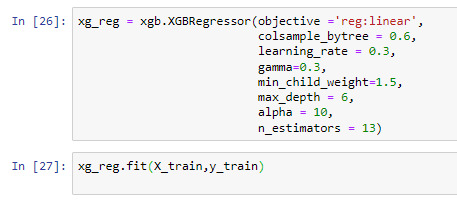 In [26]: xg_reg = xgb.XGBRegressor(objective ='reg:linear',
colsample_bytree = 0.6,
learning_rate = 0.3,
gamma=0.3,
min_child_weight=1.5,
max_depth = 6,
alpha = 10,
n_estimators = 13)
In [27]: xg_reg.fit(X_train,y_train)